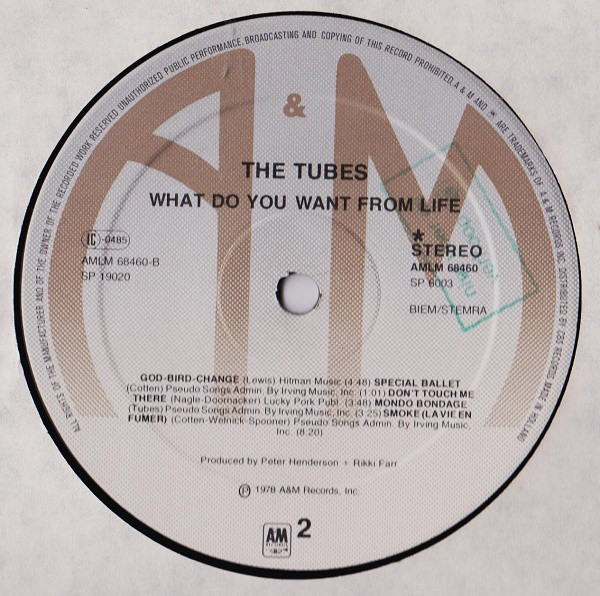 ALL RIGHTS OF THE MANUFACTURER AND OF THE OWNER OF THE RECORDED WORK RESERVED UNAUTHORIZED PUBLIC PERFORMANCE, BROADCASTING AND COPYING OF THIS RECORD PROHIBITED. A & M AND ARE TRADEMARKS OF A & M RECORDS INC DISTRIBUTED BY CBS RECORDS MADE IN HOLLAND
A & M
THE TUBES
WHAT DO YOU WANT FROM LIFE
IC -0485
AMLM 68460-B
SP 19020
*
STEREO
AMLM 68460
SP 6003
BIEM/STEMRA
GOD-BIRD-CHANGE (Lewis) Hitman Music (4:48) SPECIAL BALLET
(Cotten) Pseudo Songs Admin. By Irving Music, Inc. (1:01) DON'T TOUCH ME
THERE (Nagle-Doornacker) Lucky Pork Publ. (3:48) MONDO BONDAGE
(Tubes) Pseudo Songs Admin. By Irving Music, Inc. (3:25) SMOKE (LA VIE EN
FUMER) (Cotten-Welnick-Spooner) Pseudo Songs Admin. By Irving Music,
Inc. (8:20)
Produced by Peter Henderson + Rikki Farr
Ⓟ 1978 A&M Records, Inc.
AM
RECORDS
2